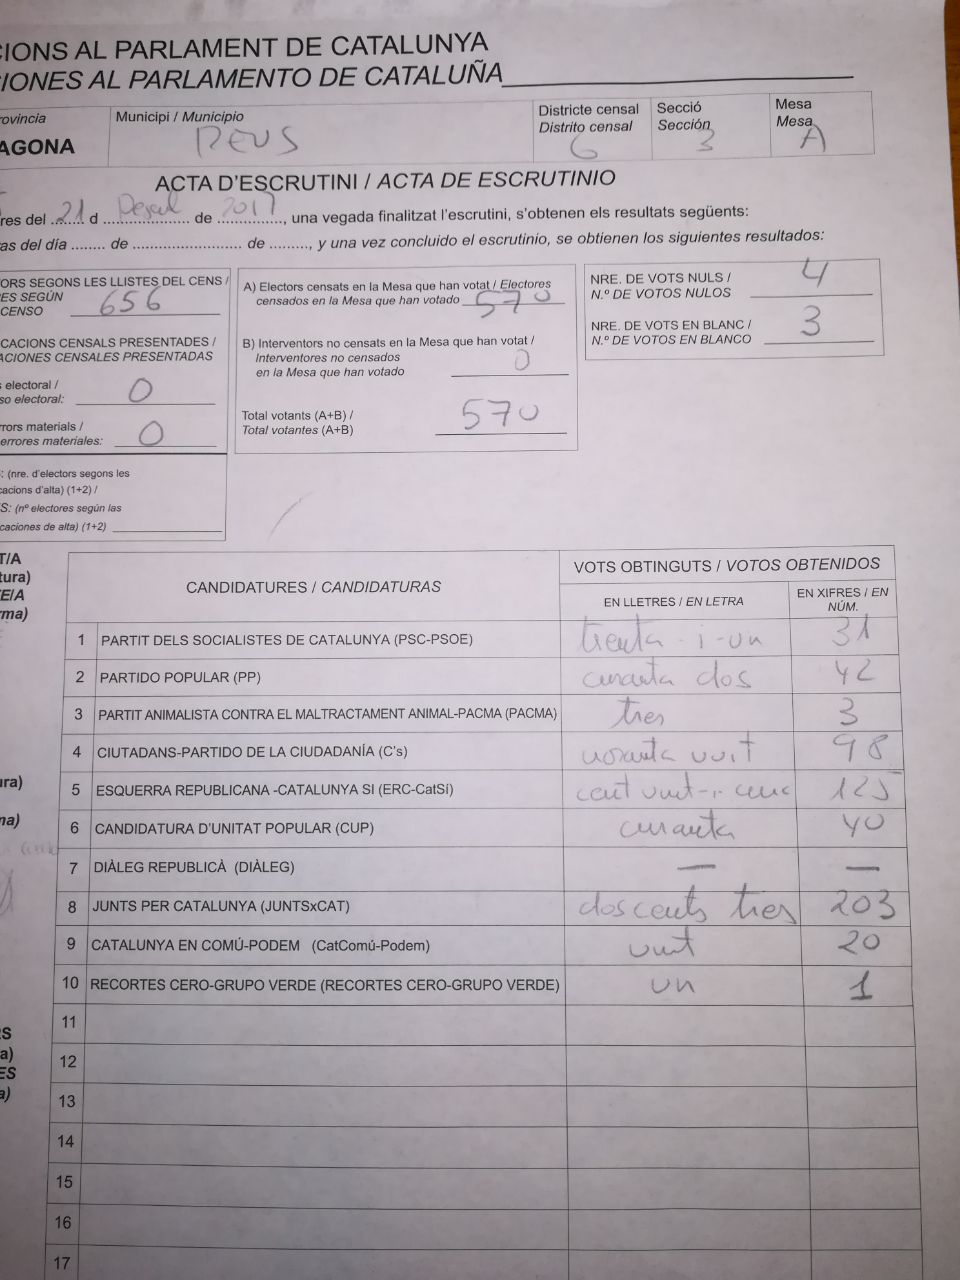 CIONS AL PARLAMENT DE CATALUNYA
CIONES AL PARLAMENTO DE CATALUÑA
rovincia
AGONA
Municipi / Municipio
REUS
Districte censal
Distrito censal
6
Secció
Sección
3
Mesa
Mesa
A
ACTA D'ESCRUTINI / ACTA DE ESCRUTINIO
res del 21 d de 2017, una vegada finalitzat l'escrutini, s'obtenen els resultats següents:
as del día ........ de .......................... de ........., y una vez concluido el escrutinio, se obtienen los siguientes resultados:
ORS SEGONS LES LLISTES DEL CENS /
ES SEGÚN
CENSO 656
CACIONS CENSALS PRESENTADES /
ACIONES CENSALES PRESENTADAS
s electoral /
so electoral: 0
rrors materials /
errores materiales: 0
: (nre. d'electors segons les
cacions d'alta) (1+2) /
S: (nº electores según las
caciones de alta) (1+2)
A) Electors censats en la Mesa que han votat / Electores
censados en la Mesa que han votado 570
B) Interventors no censats en la Mesa que han votat /
Interventores no censados
en la Mesa que han votado 0
Total votants (A+B) /
Total votantes (A+B) 570
NRE. DE VOTS NULS /
N.º DE VOTOS NULOS 4
NRE. DE VOTS EN BLANC /
N.º DE VOTOS EN BLANCO 3
T/A
tura)
E/A
rma)
ura)
na)
S
a)
ES
a)
CANDIDATURES / CANDIDATURAS
VOTS OBTINGUTS / VOTOS OBTENIDOS
EN LLETRES / EN LETRA
EN XIFRES / EN
NÚM.
1 PARTIT DELS SOCIALISTES DE CATALUNYA (PSC-PSOE) trenta-i-un 31
2 PARTIDO POPULAR (PP) curanta dos 42
3 PARTIT ANIMALISTA CONTRA EL MALTRACTAMENT ANIMAL-PACMA (PACMA) tres 3
4 CIUTADANS-PARTIDO DE LA CIUDADANÍA (C's) noranta vuit 98
5 ESQUERRA REPUBLICANA -CATALUNYA SI (ERC-CatSí) cent vint-i cinc 125
6 CANDIDATURA D'UNITAT POPULAR (CUP) curanta 40
7 DIÀLEG REPUBLICÀ (DIÀLEG) — —
8 JUNTS PER CATALUNYA (JUNTSxCAT) dos cents tres 203
9 CATALUNYA EN COMÚ-PODEM (CatComú-Podem) vint 20
10 RECORTES CERO-GRUPO VERDE (RECORTES CERO-GRUPO VERDE) un 1
11
12
13
14
15
16
17